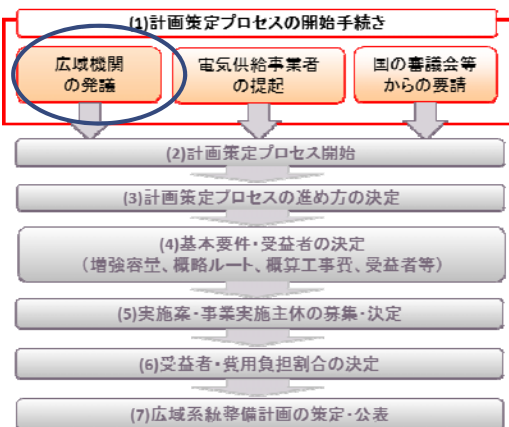 (1)計画策定プロセスの開始手続き
広域機関
の発議
電気供給事業者
の提起
国の審議会等
からの要請
(2)計画策定プロセス開始
(3)計画策定プロセスの進め方の決定
(4)基本要件・受益者の決定
(増強容量、概略ルート、概算工事費、受益者等)
(5)実施案・事業実施主体の募集・決定
(6)受益者・費用負担割合の決定
(7)広域系統整備計画の策定・公表